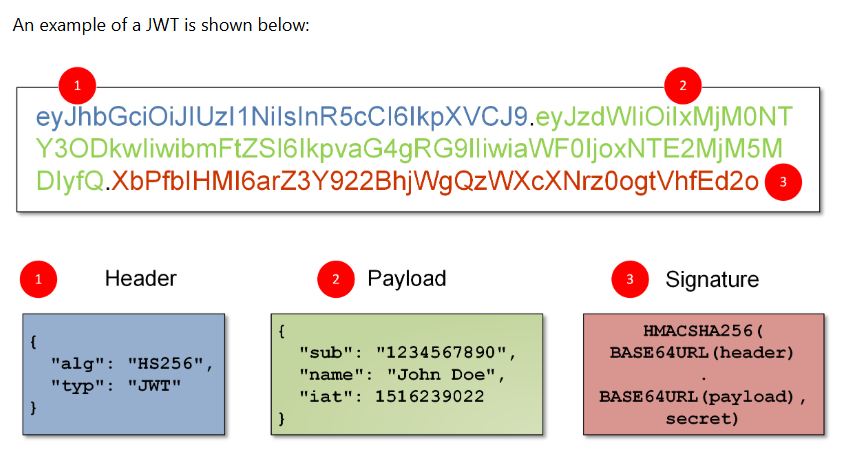 An example of a JWT is shown below:
1
2
eyJhbGciOiJIUzI1NiIsInR5cCI6IkpXVCJ9.eyJzdWIiOiIxMjM0NT
Y3ODkwIiwibmFtZSI6IkpvaG4gRG9lIiwiaWF0IjoxNTE2MjM5M
DIyfQ.XbPfbIHMI6arZ3Y922BhjWgQzWXcXNrz0ogtVhfEd2o 3
1 Header
{
"alg": "HS256",
"typ": "JWT"
}
2 Payload
{
"sub": "1234567890",
"name": "John Doe",
"iat": 1516239022
}
3 Signature
HMACSHA256(
BASE64URL(header)
.
BASE64URL(payload),
secret)